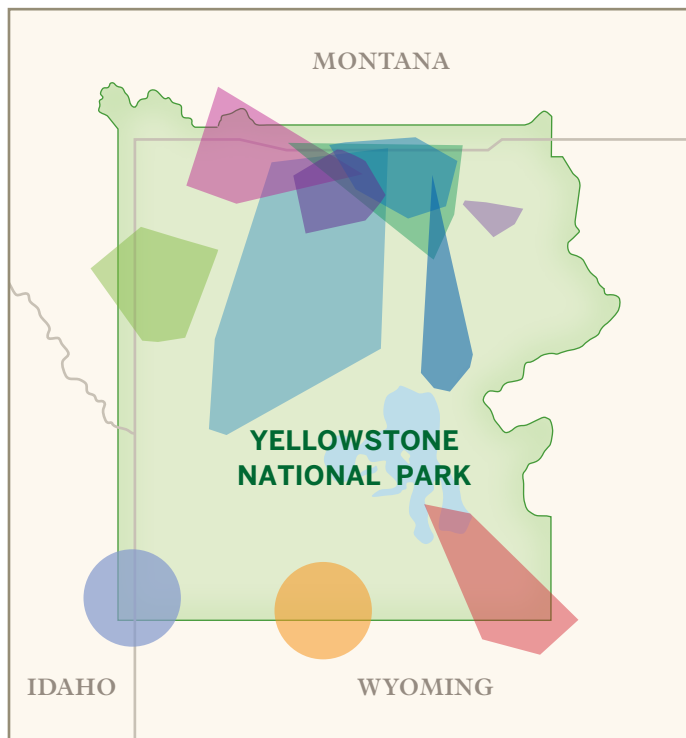 MONTANA
YELLOWSTONE
NATIONAL PARK
IDAHO
WYOMING